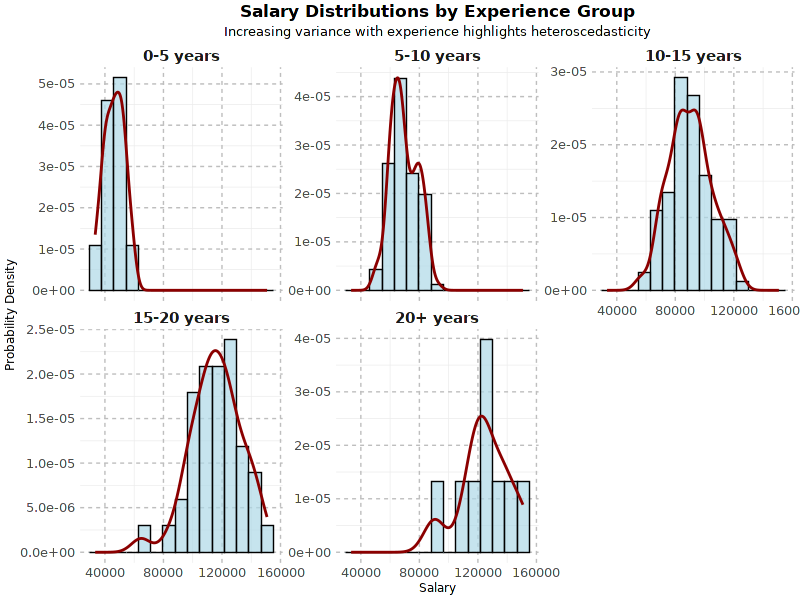 Salary Distributions by Experience Group
Increasing variance with experience highlights heteroscedasticity
0-5 years
5-10 years
10-15 years
5e-05
4e-05
3e-05
2e-05
1e-05
0e+00
4e-05
3e-05
2e-05
1e-05
0e+00
3e-05
2e-05
1e-05
0e+00
40000 80000 120000 1600
Probability Density
15-20 years
20+ years
2.5e-05
2.0e-05
1.5e-05
1.0e-05
5.0e-06
0.0e+00
4e-05
3e-05
2e-05
1e-05
0e+00
40000 80000 120000 160000
40000 80000 120000 160000
Salary